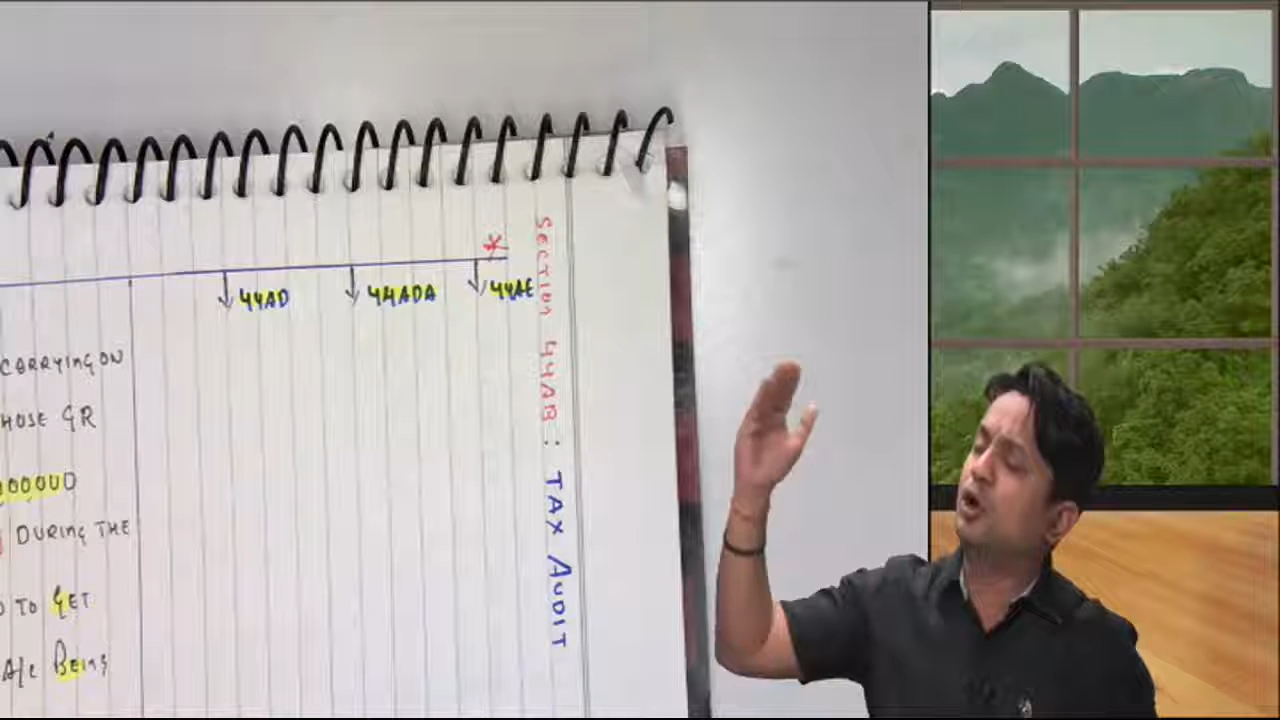 SECTION 44AB : TAX AUDIT
*
44AD 44ADA 44AE
CARRYING ON
HOSE GR
DURING THE
TO GET
A/c BEING